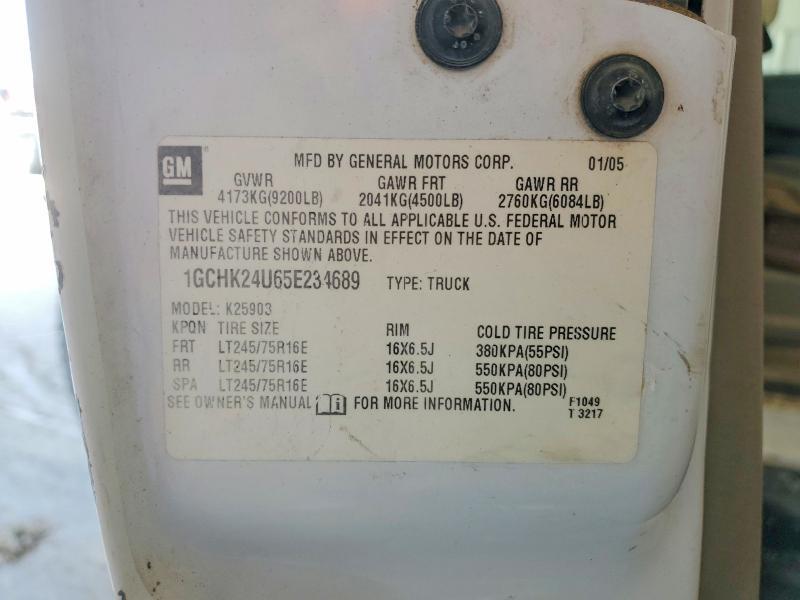 GM MFD BY GENERAL MOTORS CORP. 01/05
GVWR GAWR FRT GAWR RR
4173KG(9200LB) 2041KG(4500LB) 2760KG(6084LB)
THIS VEHICLE CONFORMS TO ALL APPLICABLE U.S. FEDERAL MOTOR
VEHICLE SAFETY STANDARDS IN EFFECT ON THE DATE OF
MANUFACTURE SHOWN ABOVE.
1GCHK24U65E234689 TYPE: TRUCK
MODEL: K25903
KPQN TIRE SIZE RIM COLD TIRE PRESSURE
FRT LT245/75R16E 16X6.5J 380KPA(55PSI)
RR LT245/75R16E 16X6.5J 550KPA(80PSI)
SPA LT245/75R16E 16X6.5J 550KPA(80PSI)
SEE OWNER'S MANUAL i FOR MORE INFORMATION. F1049
T 3217